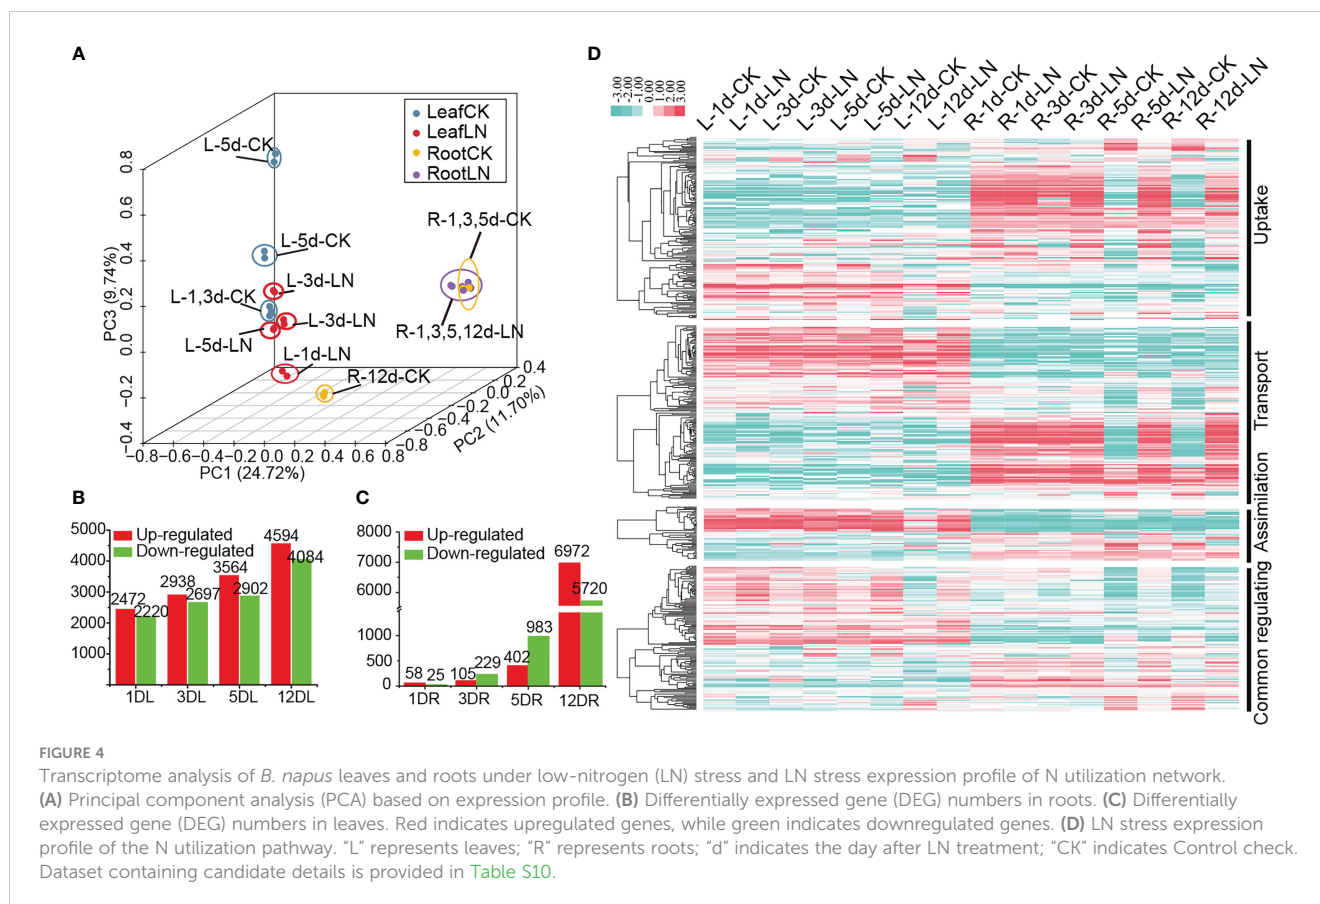 A
LeafCK
LeafLN
RootCK
RootLN
L-5d-CK
L-5d-CK
L-3d-LN
L-1,3d-CK
L-3d-LN
L-5d-LN
L-1d-LN
R-12d-CK
R-1,3,5d-CK
R-1,3,5,12d-LN
0.8
0.6
0.4
0.2
0.0
−0.2
−0.4
PC3 (9.74%)
−0.8 −0.6 −0.4 −0.2 0.0 0.2 0.4 0.6 0.8
PC1 (24.72%)
−0.8 −0.6 −0.4 −0.2 0.0 0.2 0.4
PC2 (11.70%)
B
Up-regulated
Down-regulated
5000
4000
3000
2000
1000
2472 2220 2938 2697 3564 2902 4594 4084
1DL 3DL 5DL 12DL
C
Up-regulated
Down-regulated
8000
7000
6000
1000
500
0
58 25 105 229 402 983 6972 5720
1DR 3DR 5DR 12DR
D
-3.00 -2.00 -1.00 0.00 1.00 2.00 3.00
L-1d-CK L-1d-LN L-3d-CK L-3d-LN L-5d-CK L-5d-LN L-12d-CK L-12d-LN R-1d-CK R-1d-LN R-3d-CK R-3d-LN R-5d-CK R-5d-LN R-12d-CK R-12d-LN
Uptake
Transport
Assimilation
Common regulating
FIGURE 4
Transcriptome analysis of B. napus leaves and roots under low-nitrogen (LN) stress and LN stress expression profile of N utilization network.
(A) Principal component analysis (PCA) based on expression profile. (B) Differentially expressed gene (DEG) numbers in roots. (C) Differentially
expressed gene (DEG) numbers in leaves. Red indicates upregulated genes, while green indicates downregulated genes. (D) LN stress expression
profile of the N utilization pathway. “L” represents leaves; “R” represents roots; “d” indicates the day after LN treatment; “CK” indicates Control check.
Dataset containing candidate details is provided in Table S10.